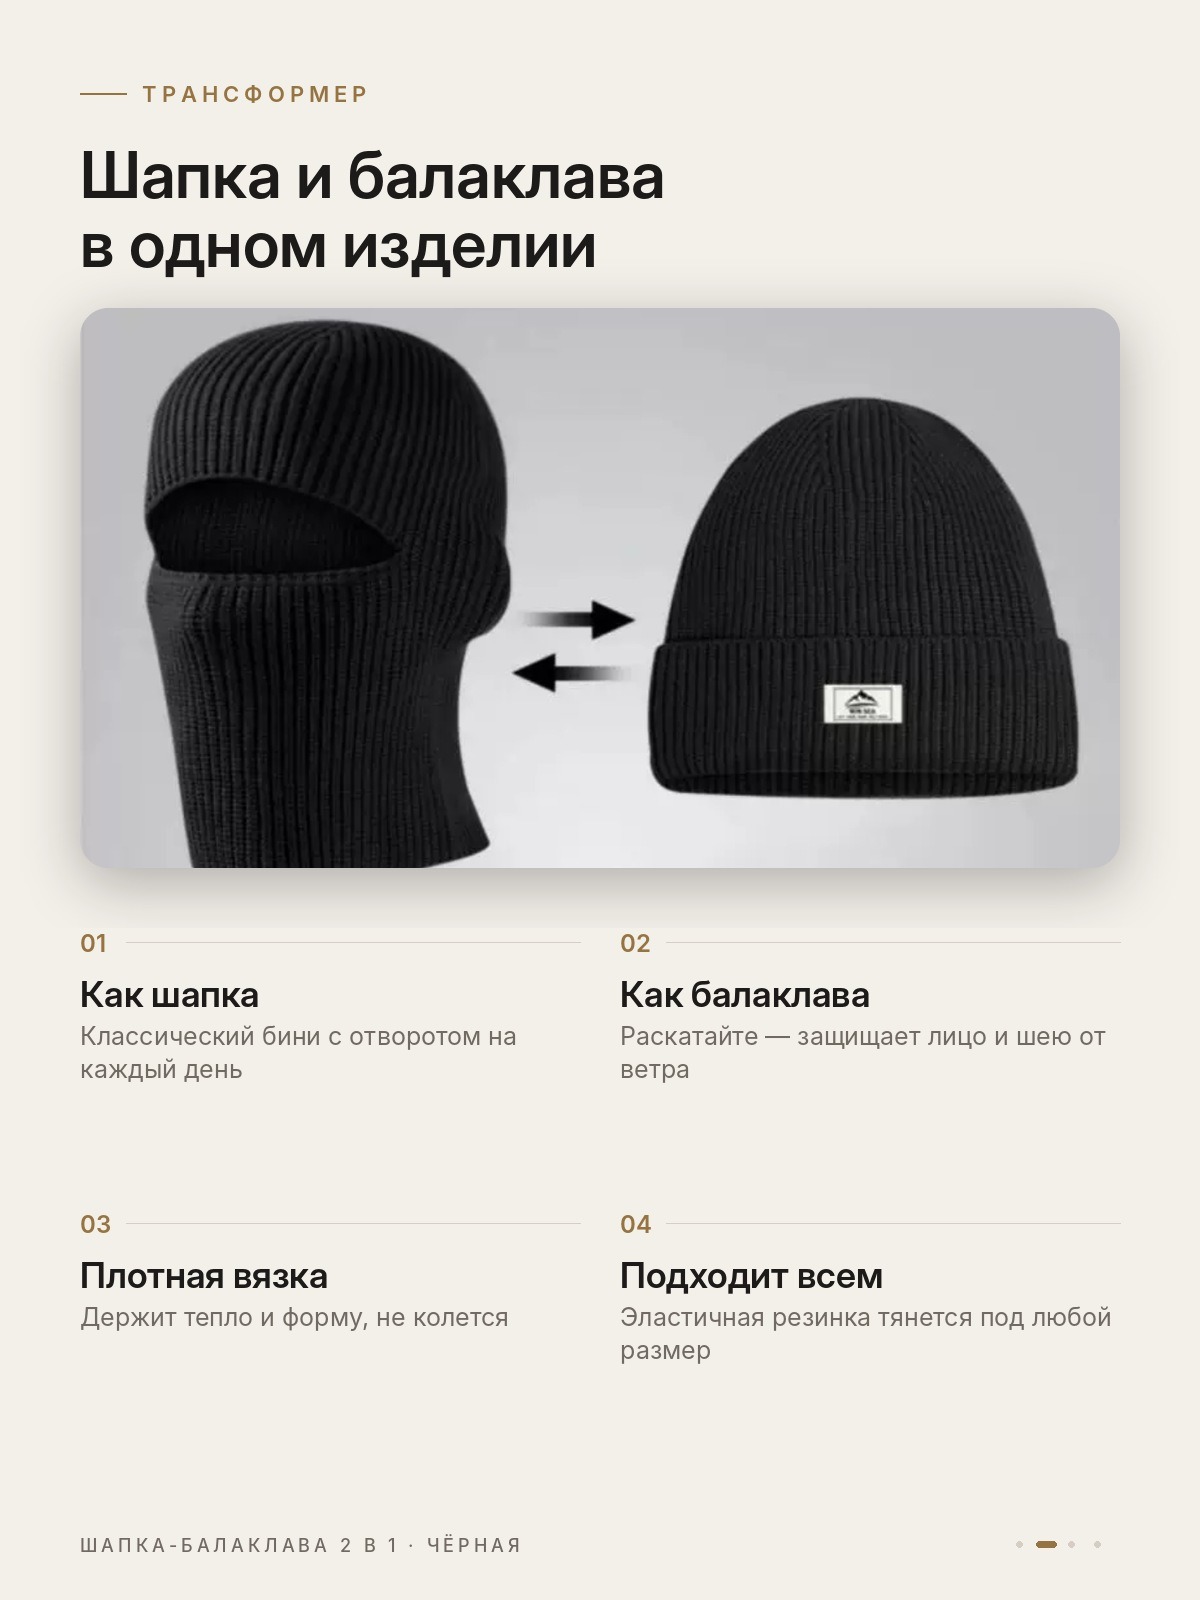 ТРАНСФОРМЕР
Шапка и балаклава
в одном изделии
01
Как шапка
Классический бини с отворотом на
каждый день
02
Как балаклава
Раскатайте — защищает лицо и шею от
ветра
03
Плотная вязка
Держит тепло и форму, не колется
04
Подходит всем
Эластичная резинка тянется под любой
размер
ШАПКА-БАЛАКЛАВА 2 В 1 · ЧЁРНАЯ